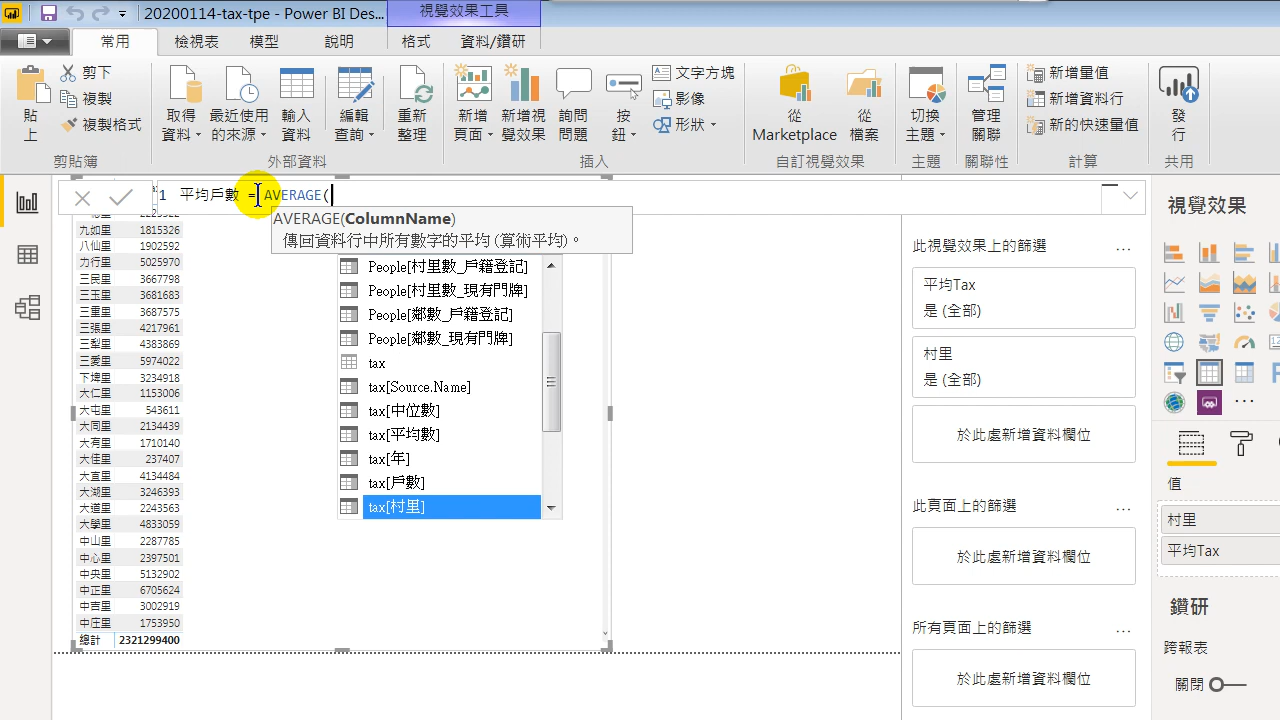 20200114-tax-tpe - Power BI Des...
視覺效果工具
常用
檢視表
模型
說明
格式
資料/鑽研
貼上
剪下
複製
複製格式
剪貼簿
取得資料
最近使用的來源
輸入資料
編輯查詢
重新整理
外部資料
新增頁面
新增視覺效果
詢問問題
按鈕
文字方塊
影像
形狀
插入
從 Marketplace
從檔案
自訂視覺效果
切換主題
主題
管理關聯
關聯性
新增量值
新增資料行
新的快速量值
計算
發行
共用
1 平均戶數 = AVERAGE(
AVERAGE(ColumnName)
傳回資料行中所有數字的平均 (算術平均)。
People[村里數_戶籍登記]
People[村里數_現有門牌]
People[鄰數_戶籍登記]
People[鄰數_現有門牌]
tax
tax[Source.Name]
tax[中位數]
tax[平均數]
tax[年]
tax[戶數]
tax[村里]
九如里 1815326
八仙里 1902592
力行里 5025970
三民里 3667798
三玉里 3681683
三重里 3687575
三張里 4217961
三犁里 4383869
三愛里 5974022
下埤里 3234918
大仁里 1153006
大屯里 543611
大同里 2134439
大有里 1710140
大佳里 237407
大直里 4134484
大湖里 3246393
大道里 2243563
大學里 4833059
中山里 2287785
中心里 2397501
中央里 5132902
中正里 6705624
中吉里 3002919
中庄里 1753950
總計 2321299400
此視覺效果上的篩選
...
平均Tax
是 (全部)
村里
是 (全部)
於此處新增資料欄位
此頁面上的篩選
...
於此處新增資料欄位
所有頁面上的篩選
...
於此處新增資料欄位
視覺效果
...
值
村里
平均Tax
鑽研
跨報表
關閉